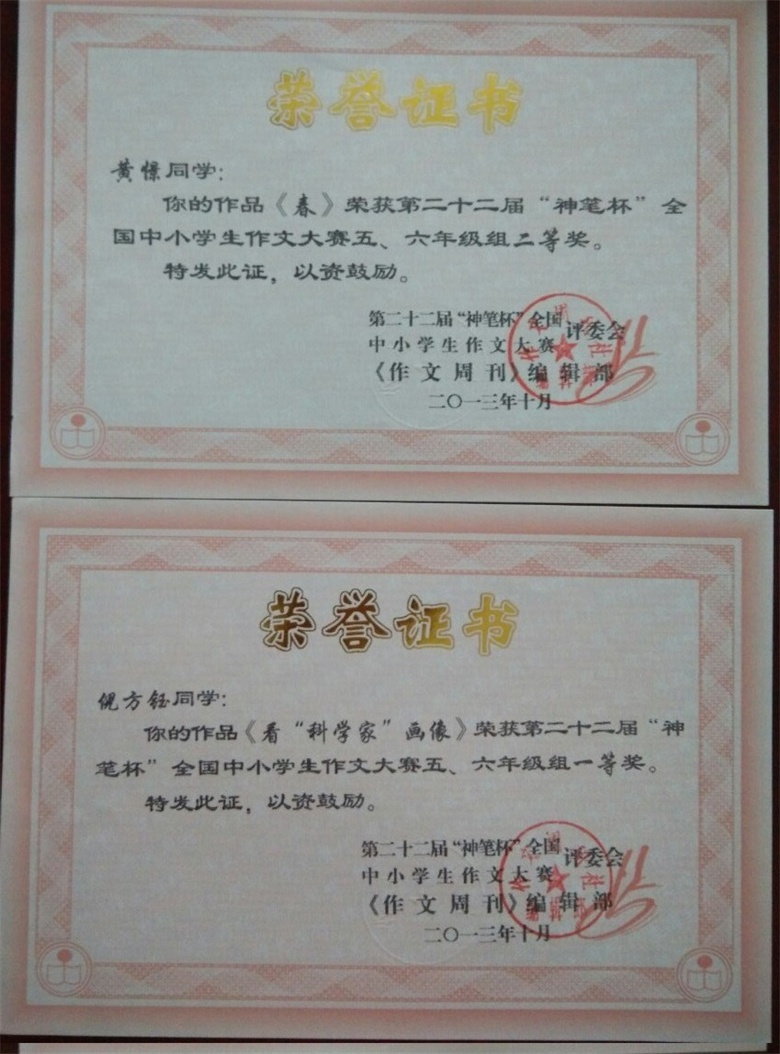 荣誉证书
黄憬同学：
你的作品《春》荣获第二十二届“神笔杯”全
国中小学生作文大赛五、六年级组二等奖。
特发此证，以资鼓励。
第二十二届“神笔杯”全国
中小学生作文大赛
评委会
《作文周刊》编辑部
二〇一三年十月
荣誉证书
倪方钰同学：
你的作品《看“科学家”画像》荣获第二十二届“神
笔杯”全国中小学生作文大赛五、六年级组一等奖。
特发此证，以资鼓励。
第二十二届“神笔杯”全国
中小学生作文大赛
评委会
《作文周刊》编辑部
二〇一三年十月